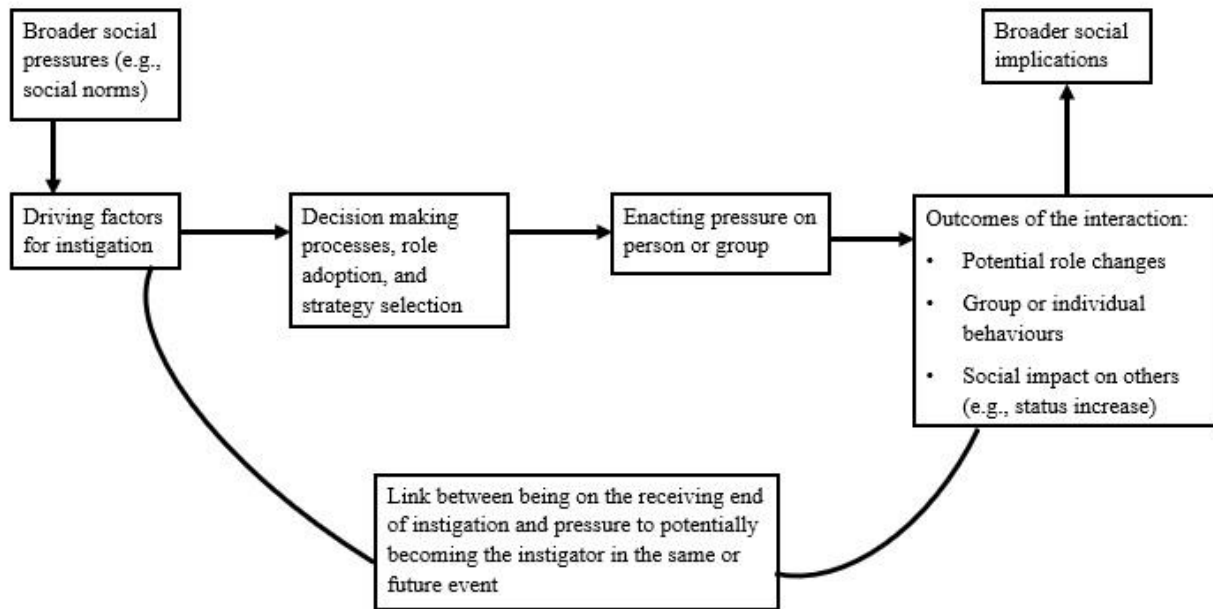 Broader social
pressures (e.g.,
social norms)
Broader social
implications
Driving factors
for instigation
Decision making
processes, role
adoption, and
strategy selection
Enacting pressure on
person or group
Outcomes of the interaction:
• Potential role changes
• Group or individual
behaviours
• Social impact on others
(e.g., status increase)
Link between being on the receiving end
of instigation and pressure to potentially
becoming the instigator in the same or
future event